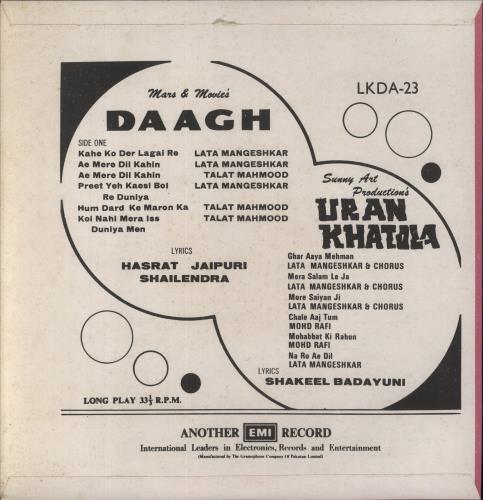 LKDA-23
Mars & Movie's
DAAGH
SIDE ONE
Kahe Ko Der Lagai Re LATA MANGESHKAR
Ae Mere Dil Kahin LATA MANGESHKAR
Ae Mere Dil Kahin TALAT MAHMOOD
Preet Yeh Kaesi Bol LATA MANGESHKAR
Re Duniya
Hum Dard Ke Maron Ka TALAT MAHMOOD
Koi Nahi Mera Iss TALAT MAHMOOD
Duniya Men
LYRICS
HASRAT JAIPURI
SHAILENDRA
Sunny Art
Production's
URAN
KHATOLA
Ghar Aaya Mehman
LATA MANGESHKAR & CHORUS
Mera Salam Le Ja
LATA MANGESHKAR & CHORUS
More Saiyan Ji
LATA MANGESHKAR & CHORUS
Chale Aaj Tum
MOHD RAFI
Mohabbat Ki Rahon
MOHD RAFI
Na Ro Ae Dil
LATA MANGESHKAR
LYRICS
SHAKEEL BADAYUNI
LONG PLAY 33⅓ R.P.M.
ANOTHER EMI RECORD
International Leaders in Electronics, Records and Entertainment
(Manufactured by The Gramophone Company Of Pakistan Limited)